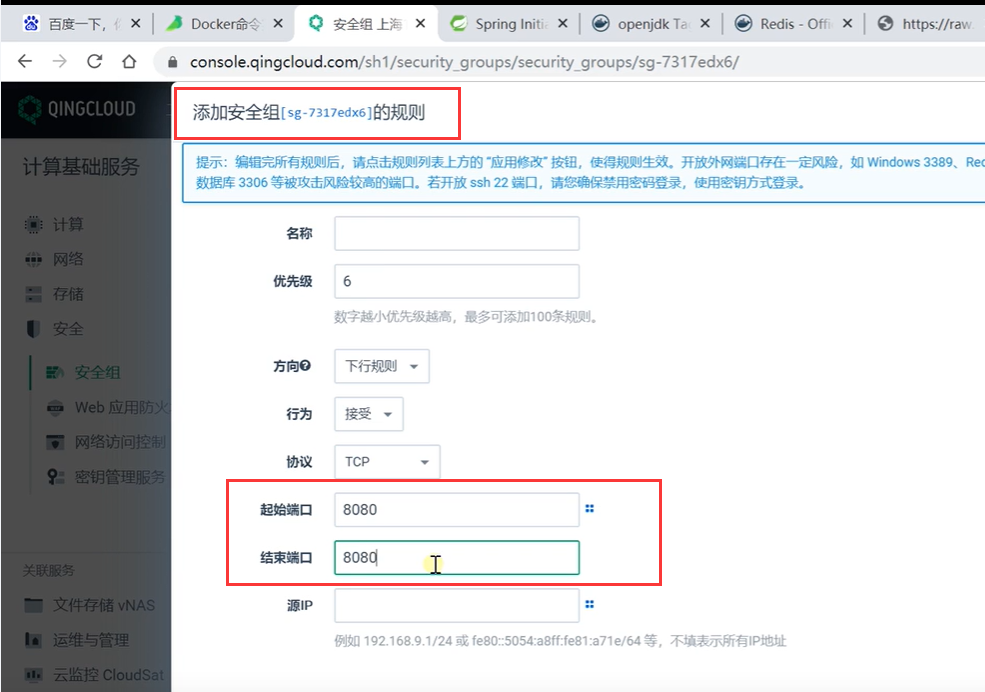 百度一下，
Docker命令
安全组 上海
Spring Initi
openjdk Ta
Redis - Offi
https://raw.
console.qingcloud.com/sh1/security_groups/security_groups/sg-7317edx6/
QINGCLOUD
添加安全组[sg-7317edx6]的规则
提示：编辑完所有规则后，请点击规则列表上方的 “应用修改” 按钮，使得规则生效。开放外网端口存在一定风险，如 Windows 3389、Rec
数据库 3306 等被攻击风险较高的端口。若开放 ssh 22 端口，请您确保禁用密码登录，使用密钥方式登录。
计算基础服务
计算
网络
存储
安全
安全组
Web 应用防火
网络访问控制
密钥管理服务
关联服务
文件存储 vNAS
运维与管理
云监控 CloudSat
名称
优先级 6
数字越小优先级越高，最多可添加100条规则。
方向 下行规则
行为 接受
协议 TCP
起始端口 8080
结束端口 8080
源IP
例如 192.168.9.1/24 或 fe80::5054:a8ff:fe81:a71e/64 等，不填表示所有IP地址